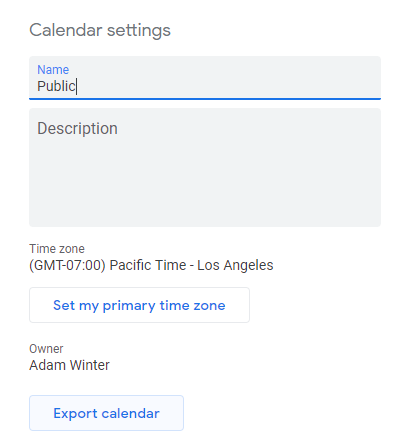 Calendar settings
Name
Public
Description
Time zone
(GMT-07:00) Pacific Time - Los Angeles
Set my primary time zone
Owner
Adam Winter
Export calendar